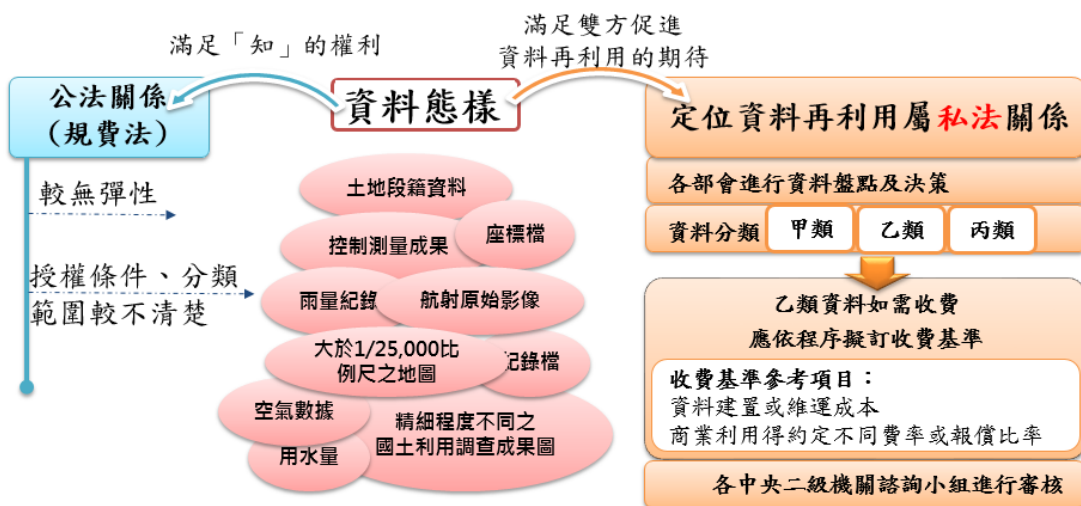 滿足「知」的權利
滿足雙方促進
資料再利用的期待
公法關係
(規費法)
資料態樣
定位資料再利用屬私法關係
較無彈性
授權條件、分類
範圍較不清楚
土地段籍資料
控制測量成果
座標檔
雨量紀錄
航射原始影像
大於1/25,000比
例尺之地圖
記錄檔
空氣數據
精細程度不同之
國土利用調查成果圖
用水量
各部會進行資料盤點及決策
資料分類
甲類
乙類
丙類
乙類資料如需收費
應依程序擬訂收費基準
收費基準參考項目：
資料建置或維運成本
商業利用得約定不同費率或報償比率
各中央二級機關諮詢小組進行審核